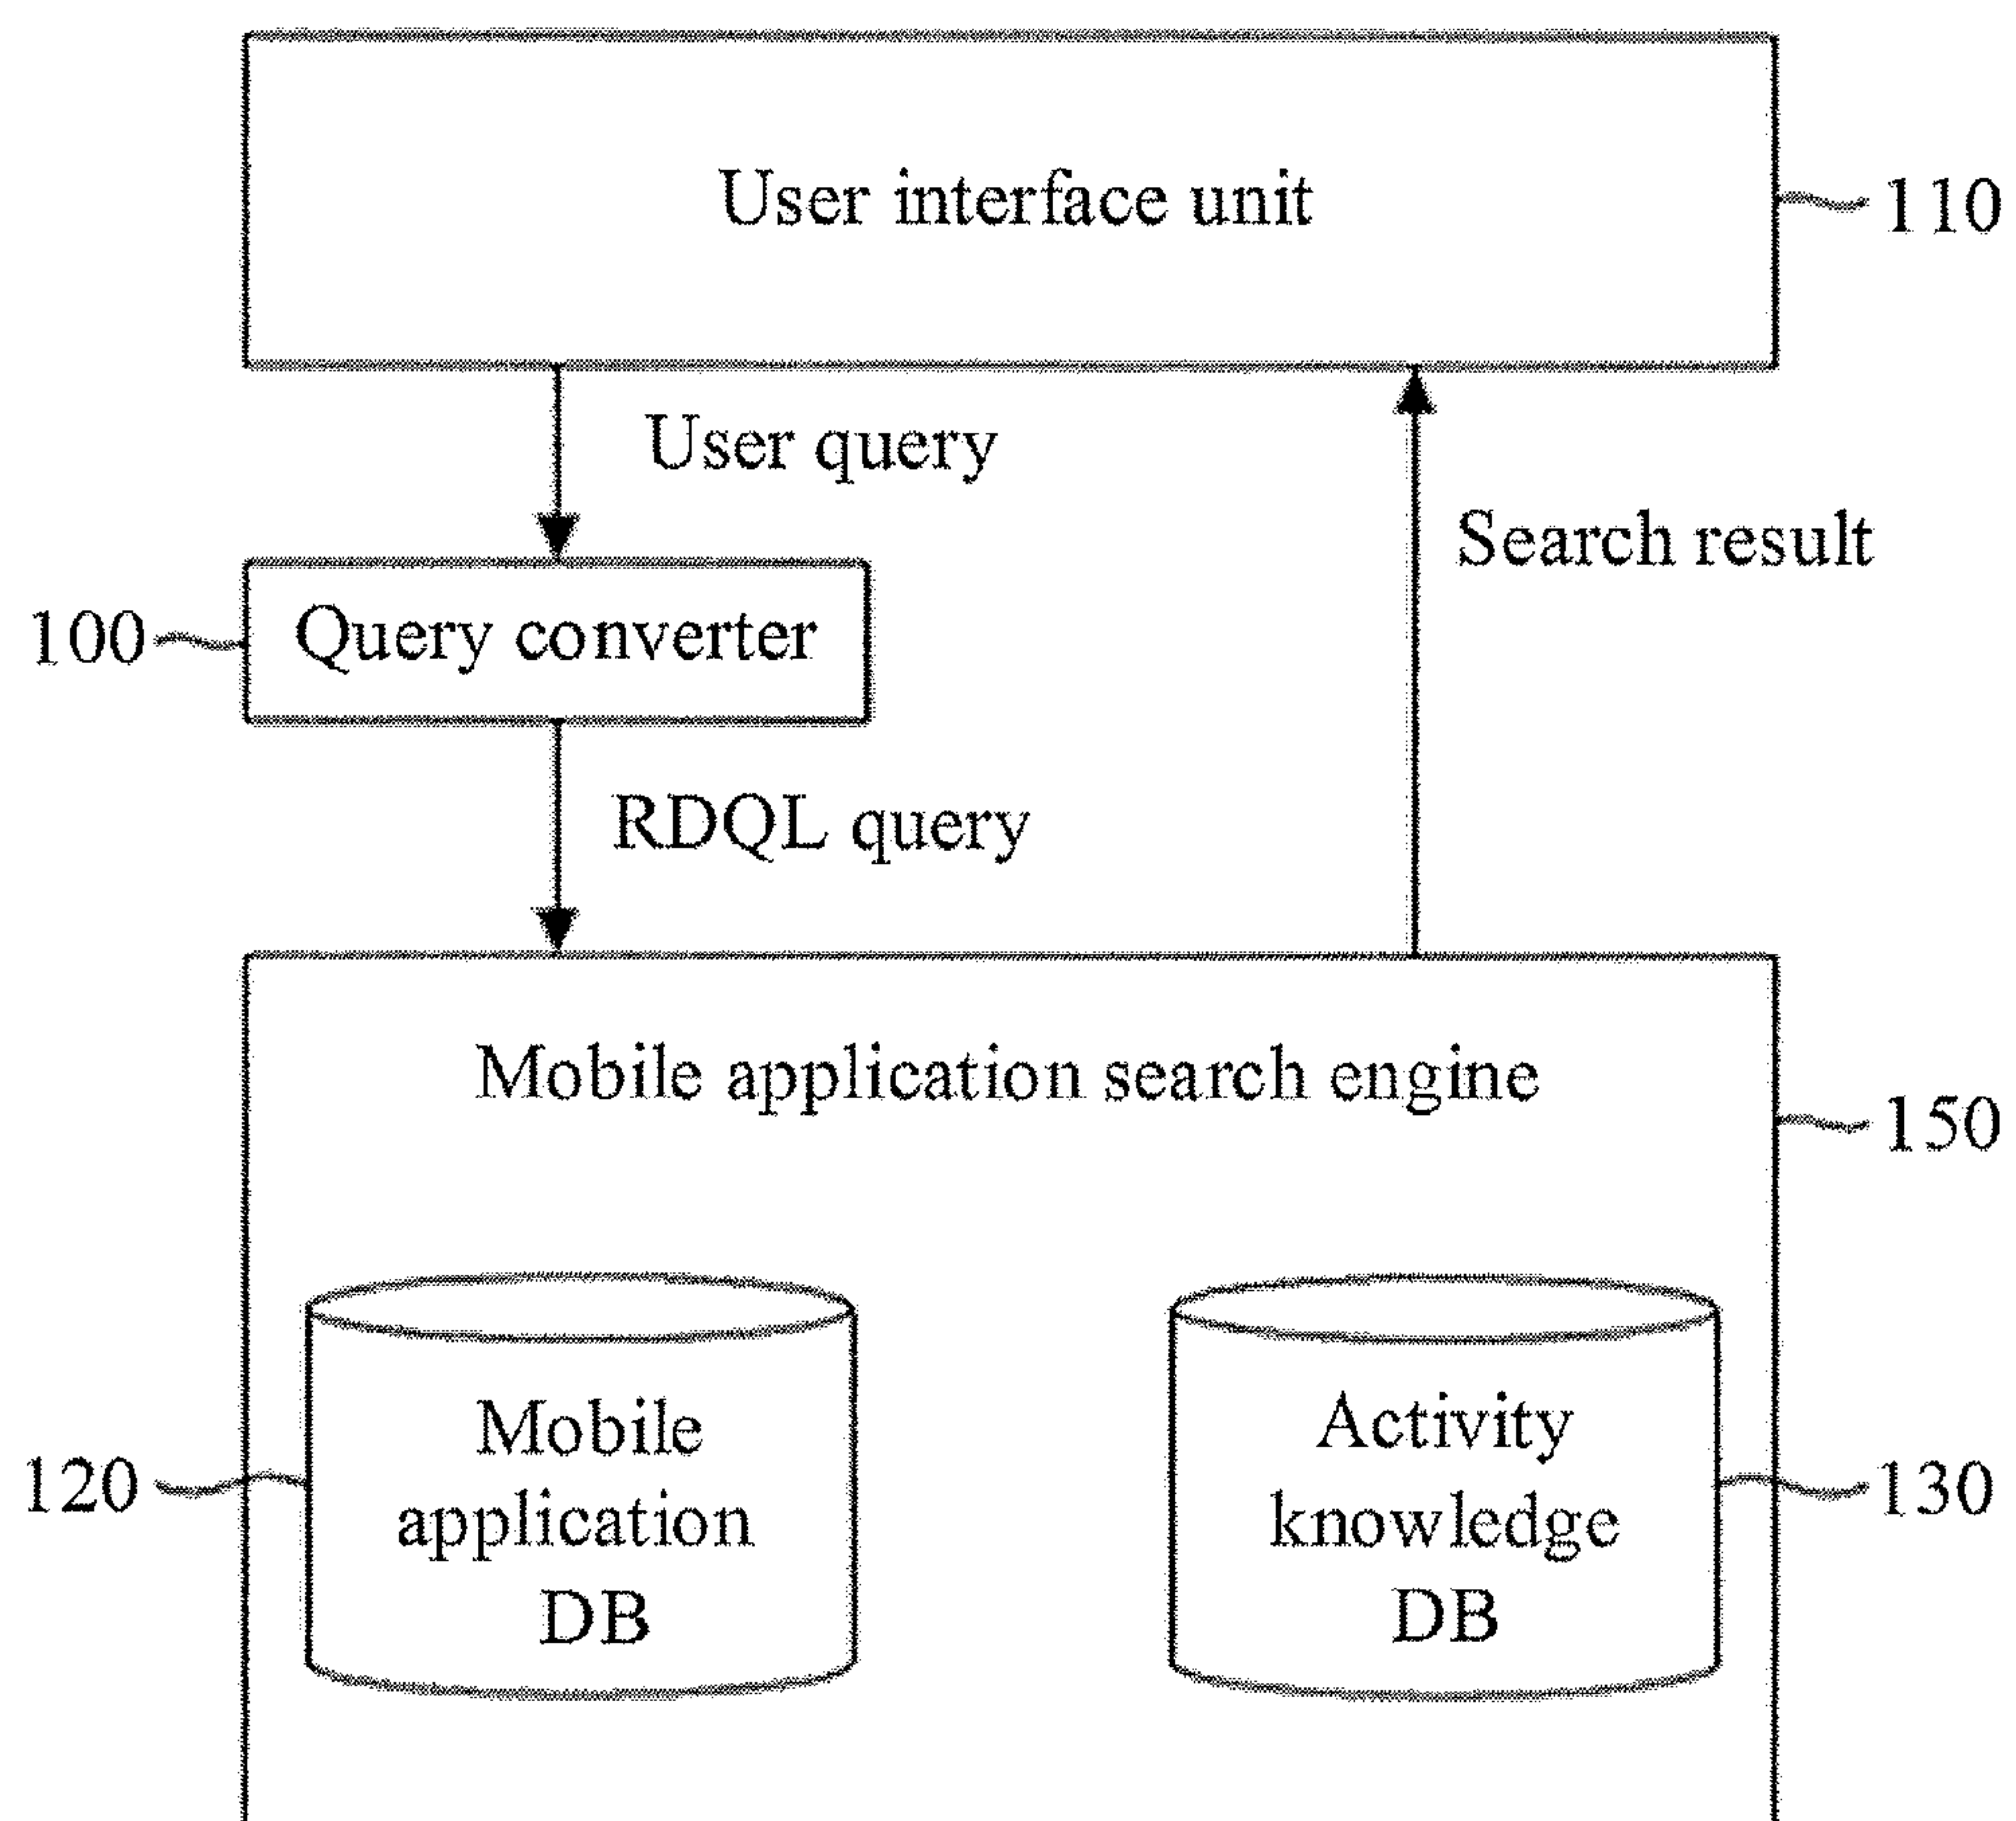 User interface unit
110
User query
Search result
100
Query converter
RDQL query
Mobile application search engine
150
Mobile
application
DB
120
Activity
knowledge
DB
130